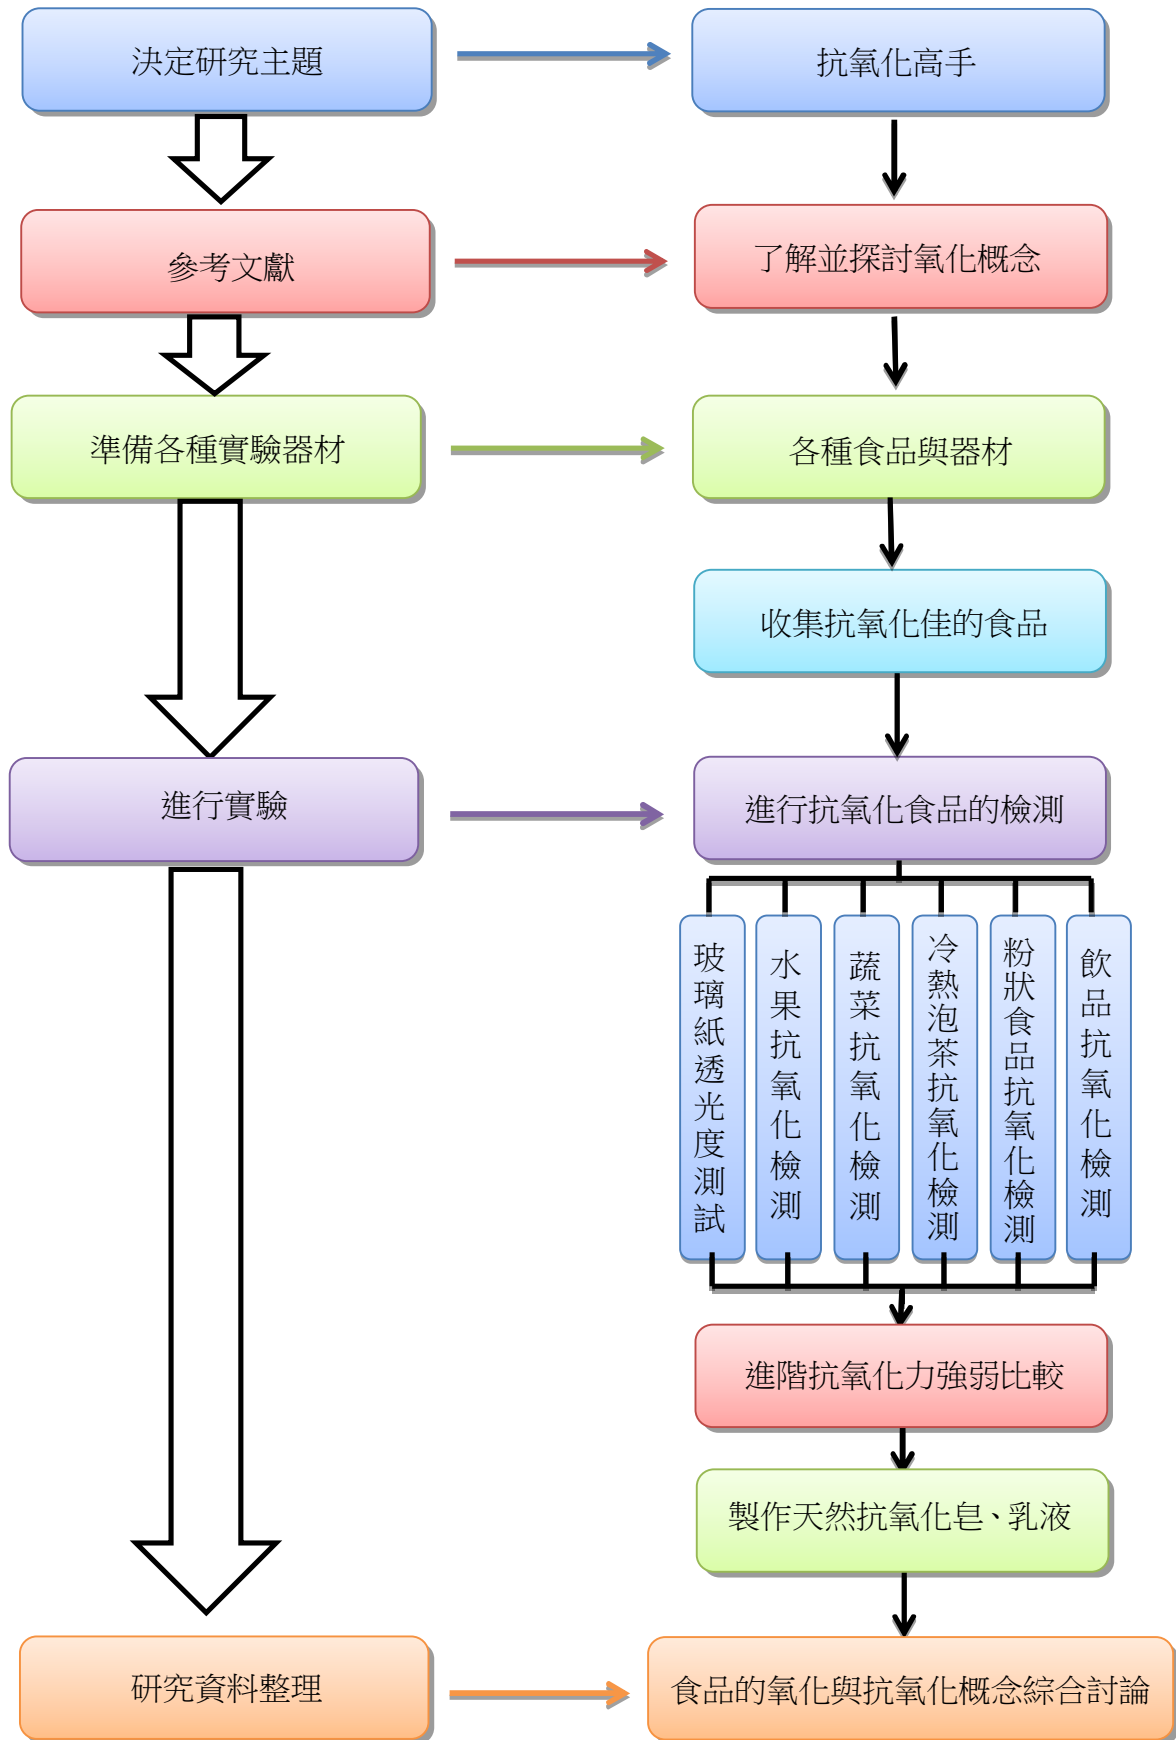 決定研究主題
抗氧化高手
參考文獻
了解並探討氧化概念
準備各種實驗器材
各種食品與器材
收集抗氧化佳的食品
進行實驗
進行抗氧化食品的檢測
玻璃紙透光度測試
水果抗氧化檢測
蔬菜抗氧化檢測
冷熱泡茶抗氧化檢測
粉狀食品抗氧化檢測
飲品抗氧化檢測
進階抗氧化力強弱比較
製作天然抗氧化皂、乳液
研究資料整理
食品的氧化與抗氧化概念綜合討論